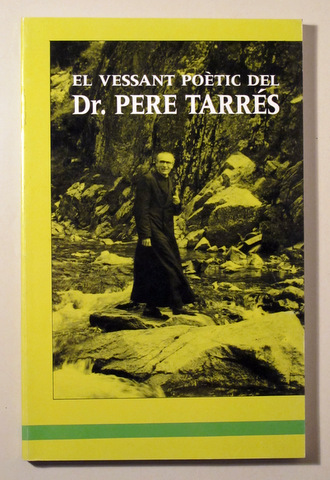 EL VESSANT POÈTIC DEL
Dr. PERE TARRÉS